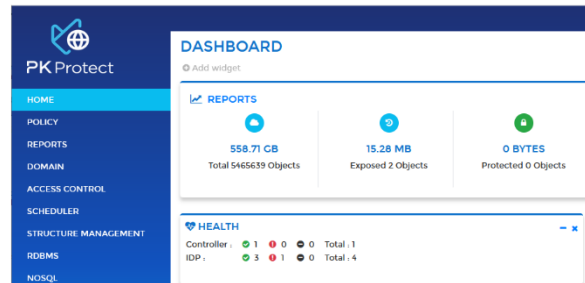 PKProtect
HOME
POLICY
REPORTS
DOMAIN
ACCESS CONTROL
SCHEDULER
STRUCTURE MANAGEMENT
RDBMS
NOSQL
DASHBOARD
Add widget
REPORTS
558.71 GB 15.28 MB 0 BYTES
Total 5465639 Objects Exposed 2 Objects Protected 0 Objects
HEALTH
Controller : 1 0 0 Total : 1
IDP : 3 1 0 Total : 4